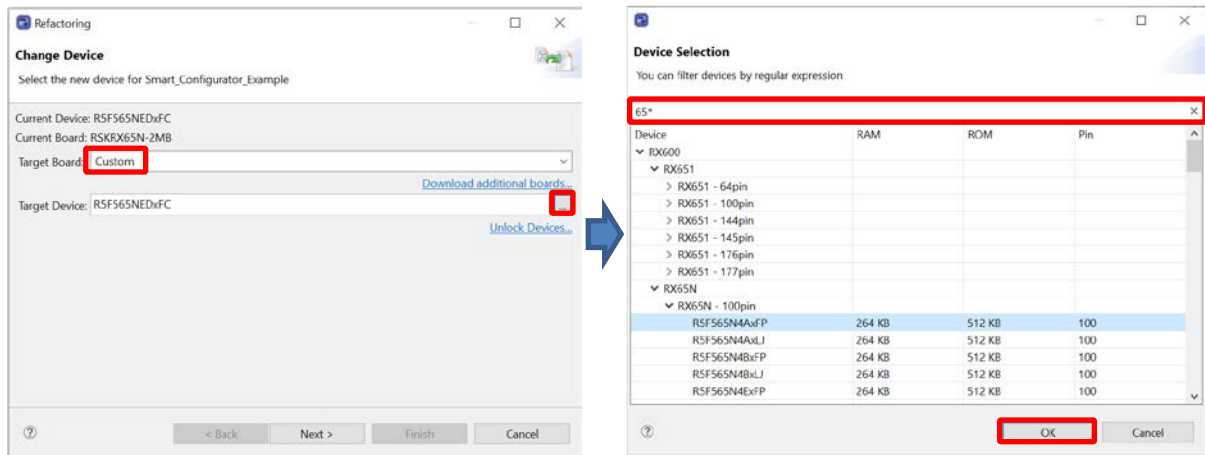 Refactoring
Change Device
Select the new device for Smart_Configurator_Example
Current Device: R5F565NEDxFC
Current Board: RSKRX65N-2MB
Target Board: Custom
Download additional boards...
Target Device: R5F565NEDxFC ...
Unlock Devices...
< Back Next > Finish Cancel
Device Selection
You can filter devices by regular expression
65*
Device RAM ROM Pin
RX600
RX651
RX651 - 64pin
RX651 - 100pin
RX651 - 144pin
RX651 - 145pin
RX651 - 176pin
RX651 - 177pin
RX65N
RX65N - 100pin
R5F565N4AxFP 264 KB 512 KB 100
R5F565N4AxLJ 264 KB 512 KB 100
R5F565N4BxFP 264 KB 512 KB 100
R5F565N4BxLJ 264 KB 512 KB 100
R5F565N4ExFP 264 KB 512 KB 100
OK Cancel